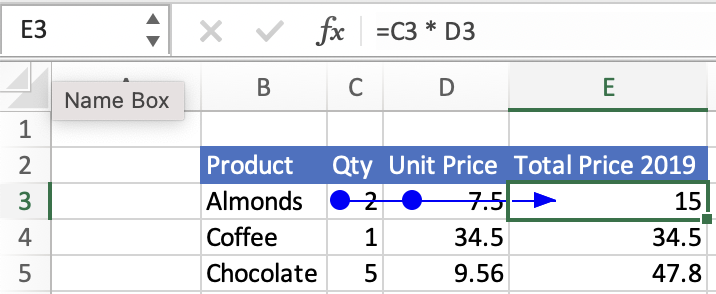 E3 fx =C3 * D3
A B C D E
Name Box
1
2 Product Qty Unit Price Total Price 2019
3 Almonds 2 7.5 15
4 Coffee 1 34.5 34.5
5 Chocolate 5 9.56 47.8